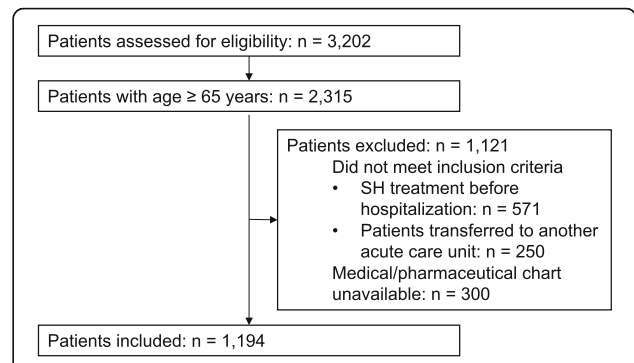 Patients assessed for eligibility: n = 3,202
Patients with age ≥ 65 years: n = 2,315
Patients excluded: n = 1,121
Did not meet inclusion criteria
• SH treatment before
hospitalization: n = 571
• Patients transferred to another
acute care unit: n = 250
Medical/pharmaceutical chart
unavailable: n = 300
Patients included: n = 1,194